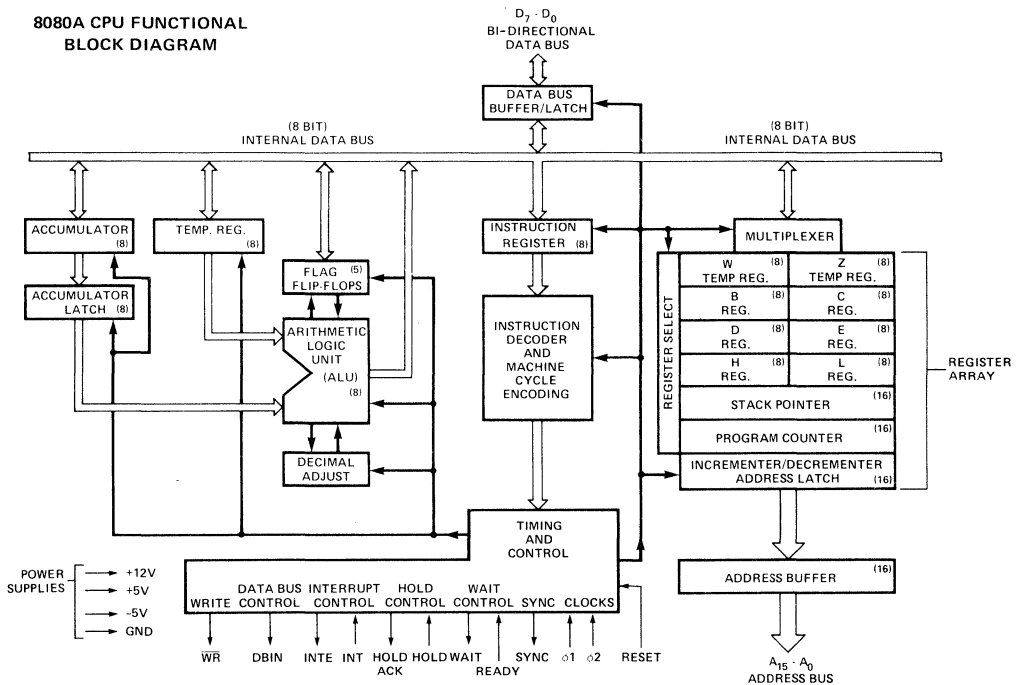 8080A CPU FUNCTIONAL
BLOCK DIAGRAM
D7 - D0
BI-DIRECTIONAL
DATA BUS
DATA BUS
BUFFER/LATCH
(8 BIT)
INTERNAL DATA BUS
(8 BIT)
INTERNAL DATA BUS
ACCUMULATOR
(8)
TEMP. REG.
(8)
INSTRUCTION
REGISTER (8)
MULTIPLEXER
FLAG (5)
FLIP-FLOPS
ACCUMULATOR
LATCH (8)
ARITHMETIC
LOGIC
UNIT
(ALU)
(8)
DECIMAL
ADJUST
INSTRUCTION
DECODER
AND
MACHINE
CYCLE
ENCODING
REGISTER SELECT
W (8)
TEMP REG.
Z (8)
TEMP REG.
B (8)
REG.
C (8)
REG.
D (8)
REG.
E (8)
REG.
H (8)
REG.
L (8)
REG.
STACK POINTER (16)
PROGRAM COUNTER (16)
INCREMENTER/DECREMENTER
ADDRESS LATCH (16)
REGISTER
ARRAY
TIMING
AND
CONTROL
ADDRESS BUFFER (16)
POWER
SUPPLIES
+12V
+5V
-5V
GND
WRITE
DATA BUS
CONTROL
INTERRUPT
CONTROL
HOLD
CONTROL
WAIT
CONTROL
SYNC
CLOCKS
W̅R̅
DBIN
INTE
INT
HOLD
ACK
HOLD
WAIT
READY
SYNC
φ1
φ2
RESET
A15 - A0
ADDRESS BUS